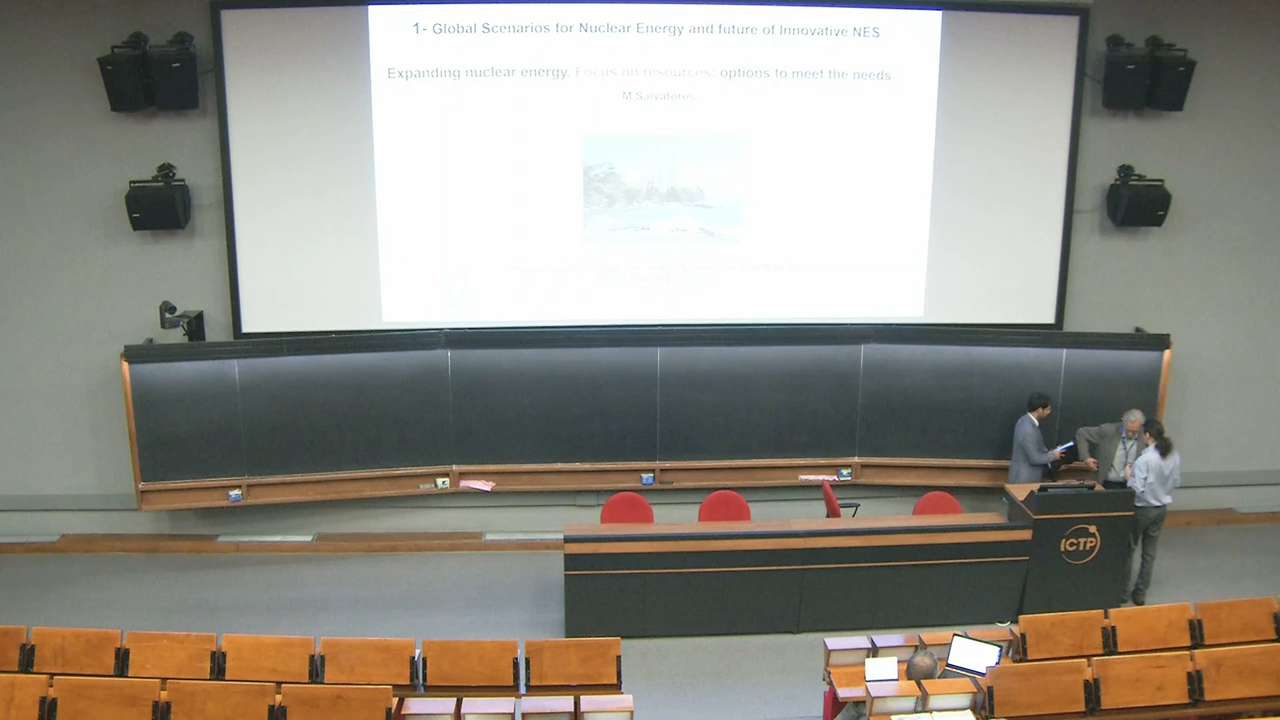 1- Global Scenarios for Nuclear Energy and future of Innovative NES
Expanding nuclear energy. Focus on resources: options to meet the needs
M.Salvatores
ICTP